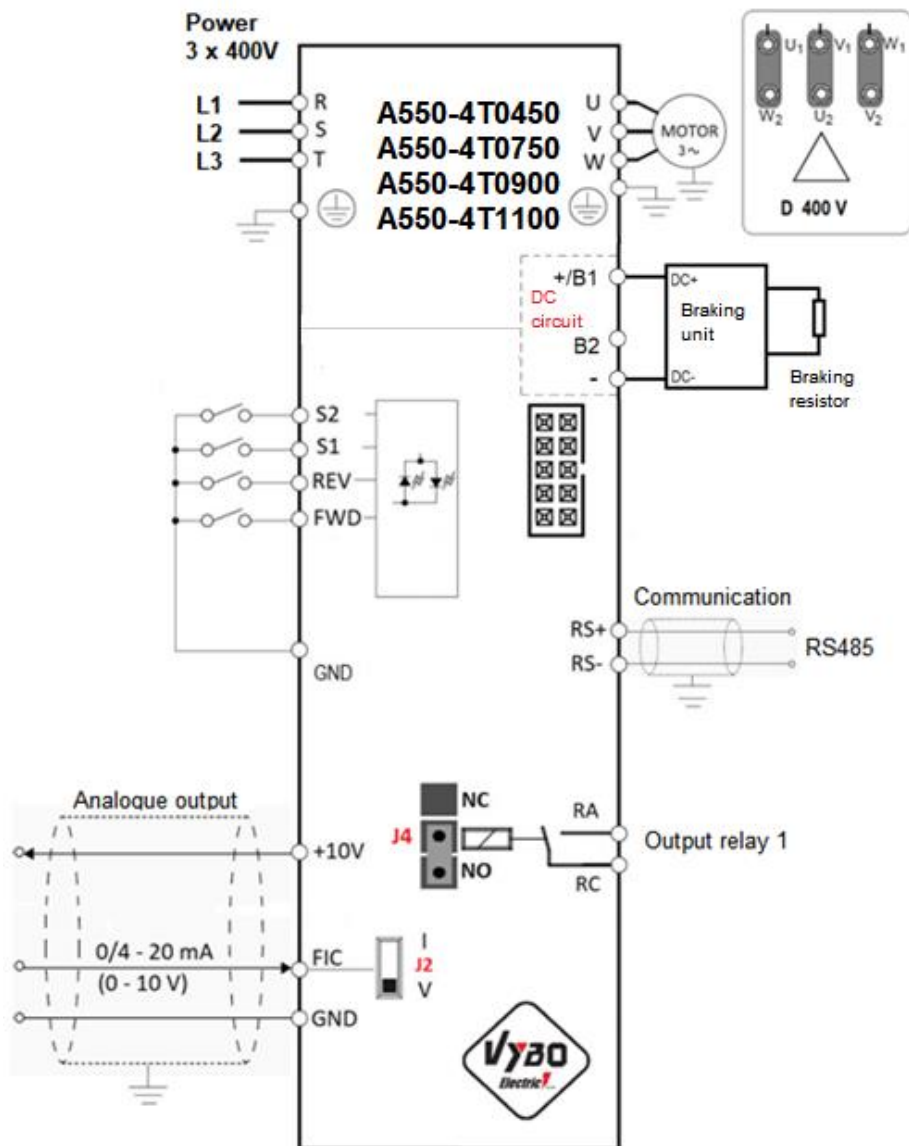 Power
3 x 400V
L1
L2
L3
R
S
T
A550-4T0450
A550-4T0750
A550-4T0900
A550-4T1100
U
V
W
MOTOR
3~
U1 V1 W1
W2 U2 V2
D 400 V
+/B1
DC
circuit
B2
-
DC+
Braking
unit
DC-
Braking
resistor
S2
S1
REV
FWD
GND
Communication
RS+
RS-
RS485
Analogue output
+10V
0/4 - 20 mA
(0 - 10 V)
FIC
GND
I
J2
V
NC
J4
NO
RA
RC
Output relay 1
VYBO
Electric